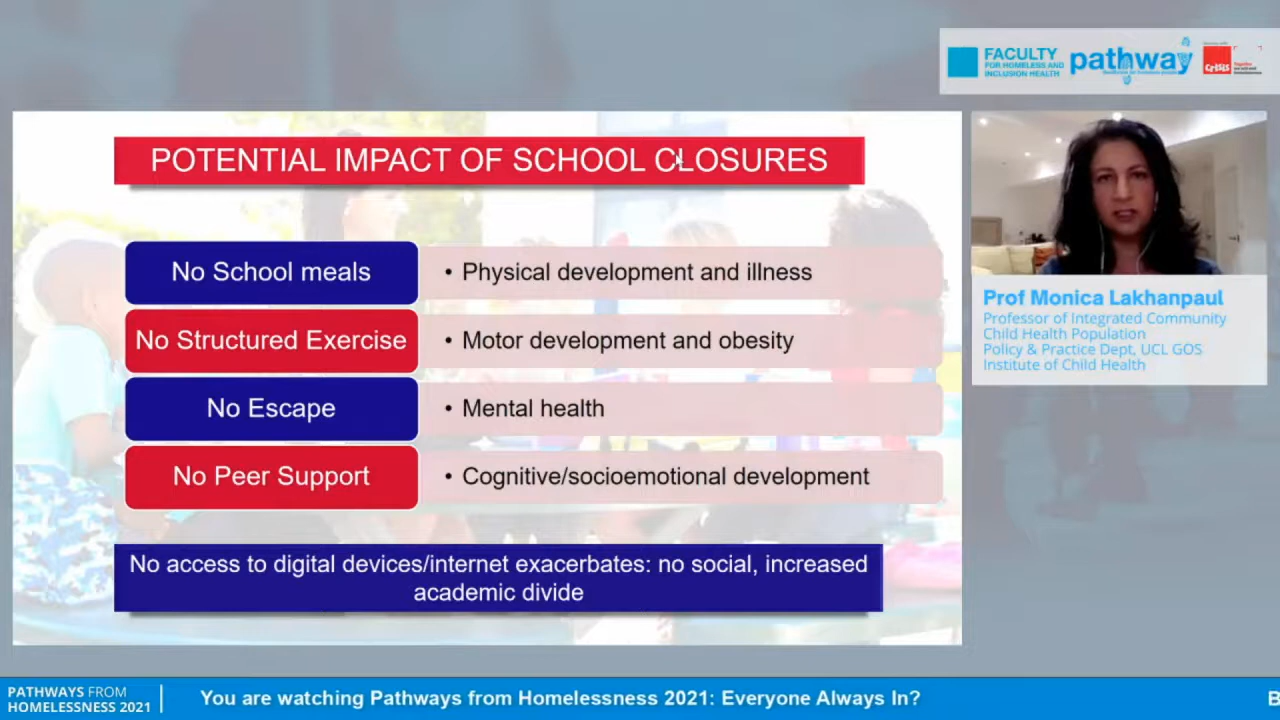 FACULTY
FOR HOMELESS AND
INCLUSION HEALTH
pathway
CRISIS
POTENTIAL IMPACT OF SCHOOL CLOSURES
No School meals
• Physical development and illness
No Structured Exercise
• Motor development and obesity
No Escape
• Mental health
No Peer Support
• Cognitive/socioemotional development
No access to digital devices/internet exacerbates: no social, increased
academic divide
Prof Monica Lakhanpaul
Professor of Integrated Community
Child Health Population
Policy & Practice Dept, UCL GOS
Institute of Child Health
PATHWAYS FROM
HOMELESSNESS 2021
You are watching Pathways from Homelessness 2021: Everyone Always In?